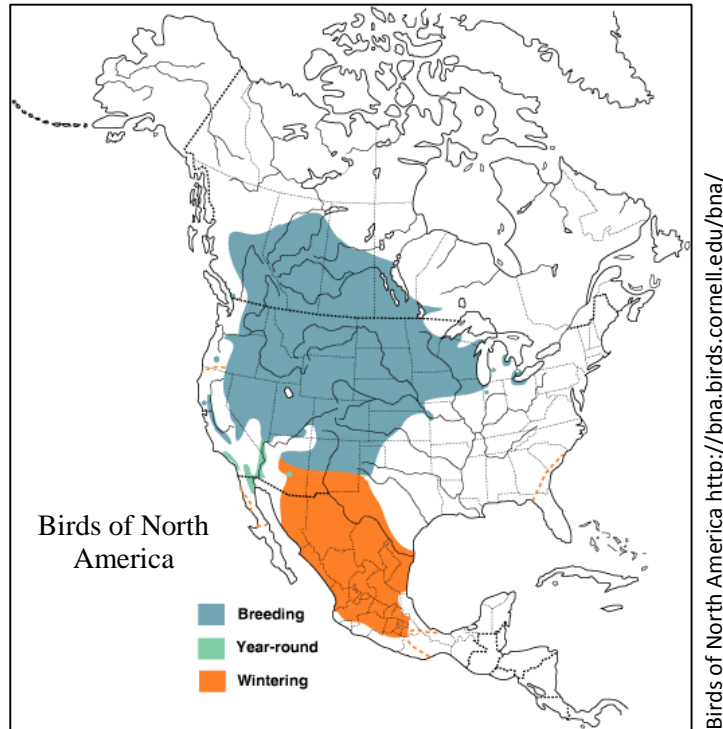 Birds of North
America
Breeding
Year-round
Wintering
Birds of North America http://bna.birds.cornell.edu/bna/